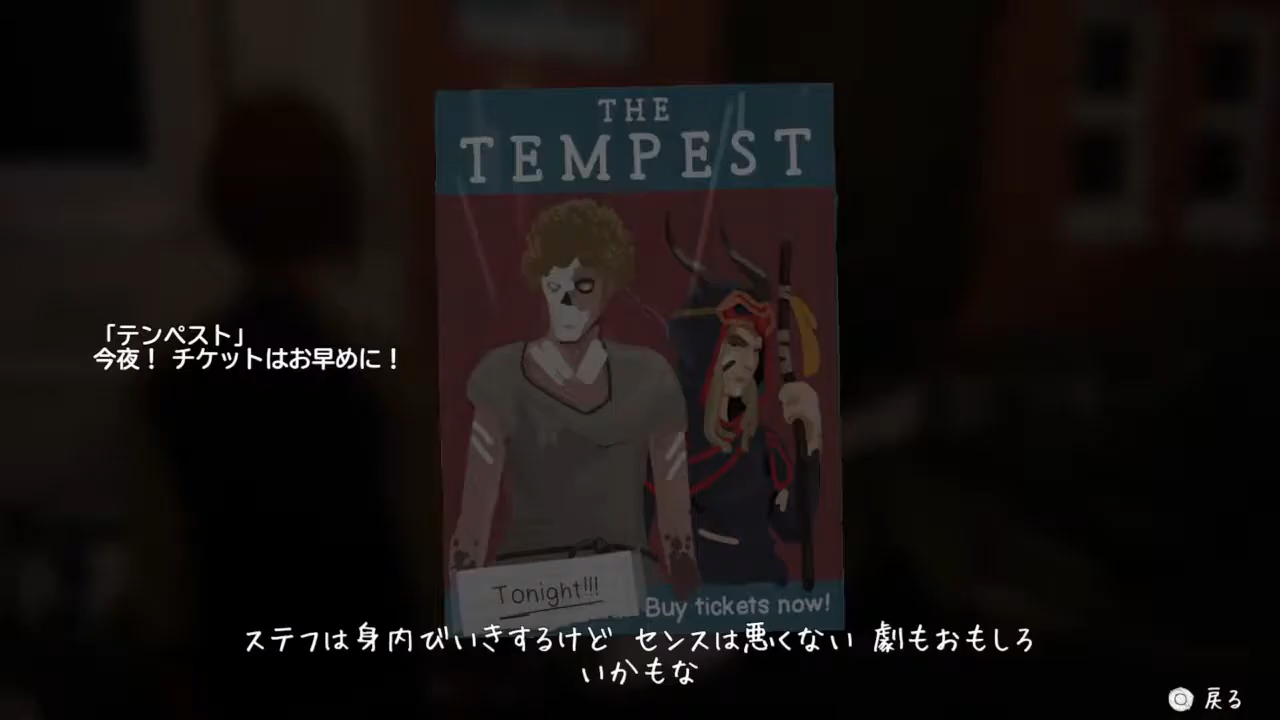 THE
TEMPEST
「テンペスト」
今夜！ チケットはお早めに！
Tonight!!!
Buy tickets now!
ステフは身内びいきするけど センスは悪くない 劇もおもしろ
いかもな
戻る